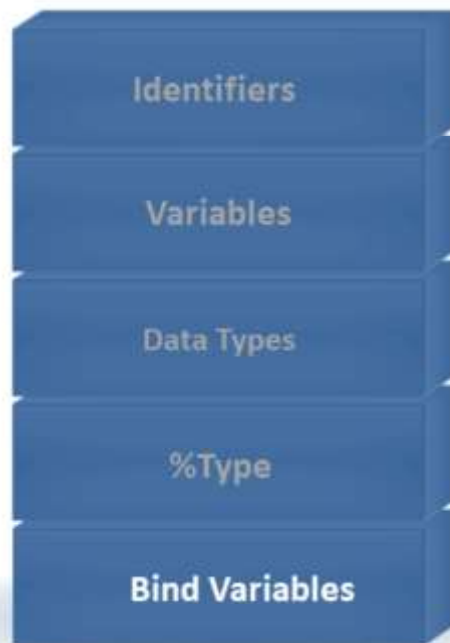 Identifiers
Variables
Data Types
%Type
Bind Variables